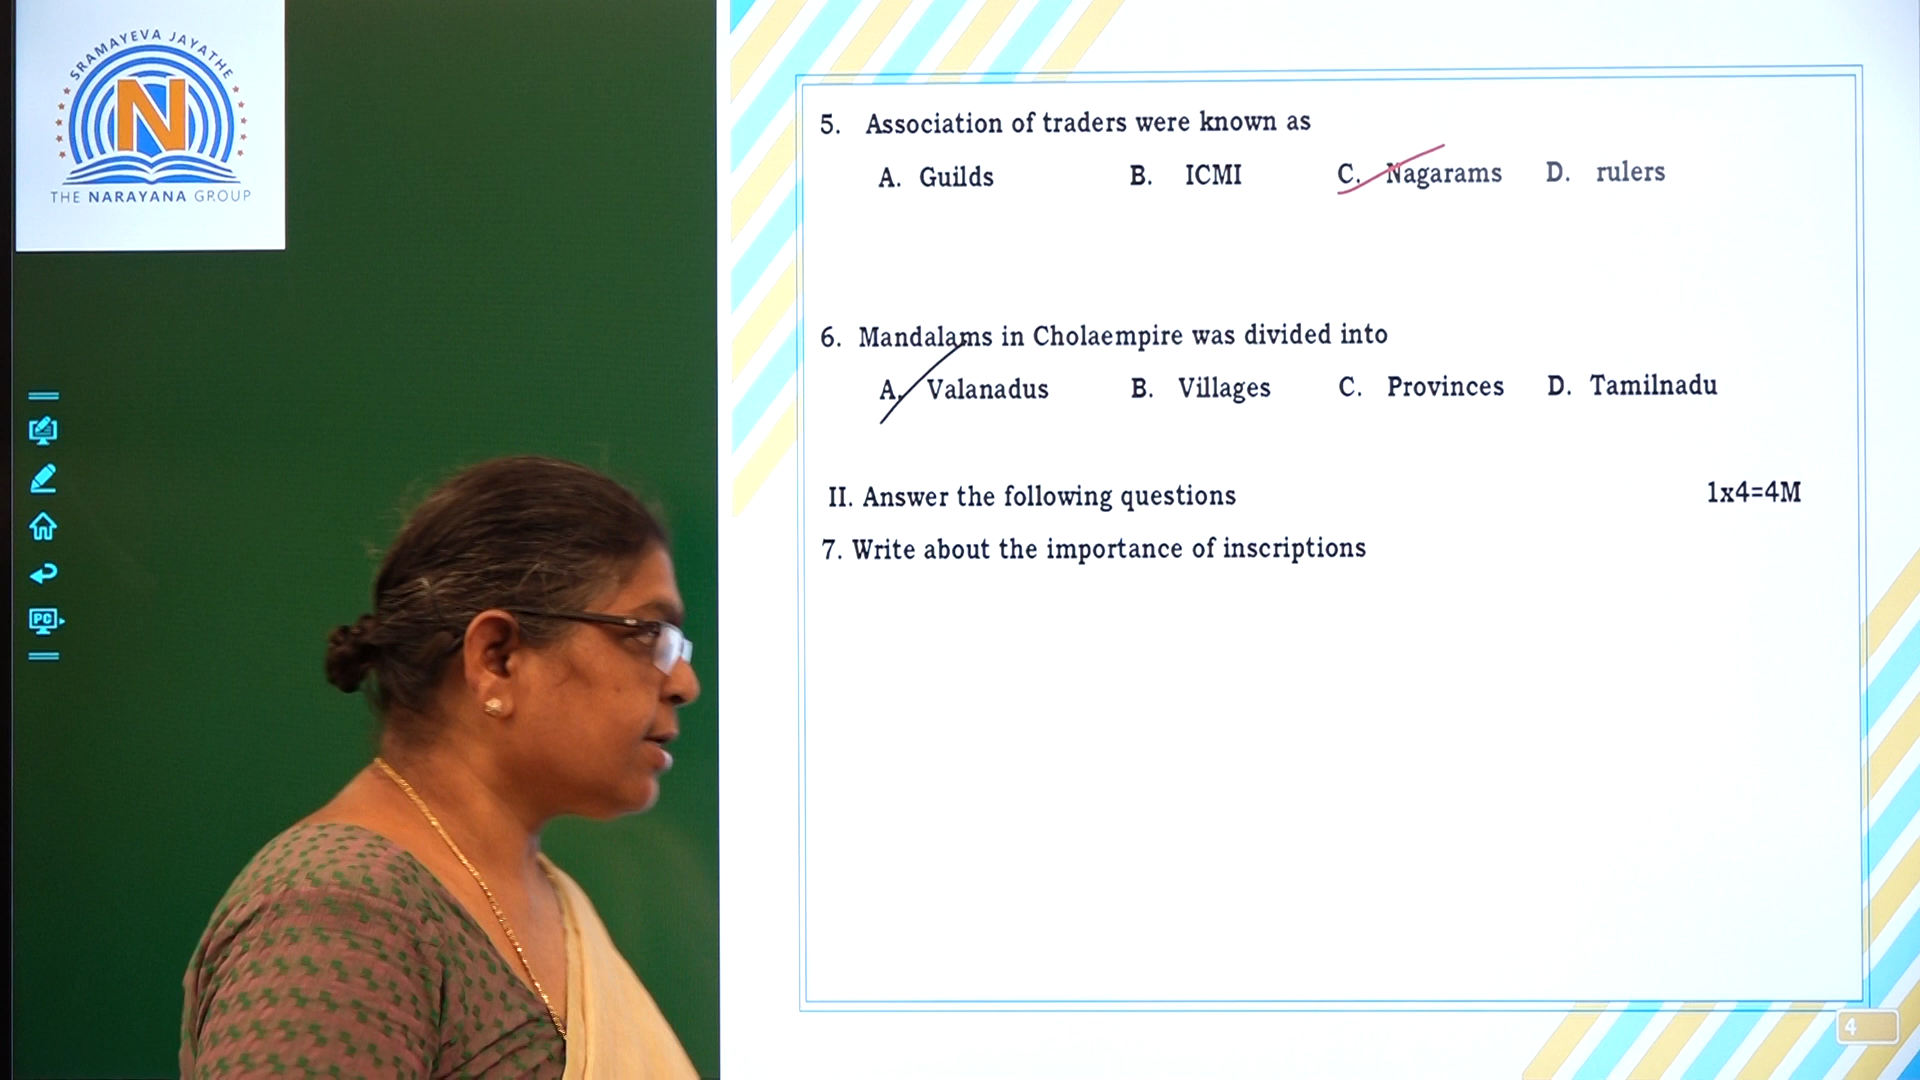 SRAMAYEVA JAYATHE
N
THE NARAYANA GROUP
PC
5. Association of traders were known as
A. Guilds B. ICMI C. Nagarams D. rulers
6. Mandalams in Cholaempire was divided into
A. Valanadus B. Villages C. Provinces D. Tamilnadu
II. Answer the following questions 1x4=4M
7. Write about the importance of inscriptions
4